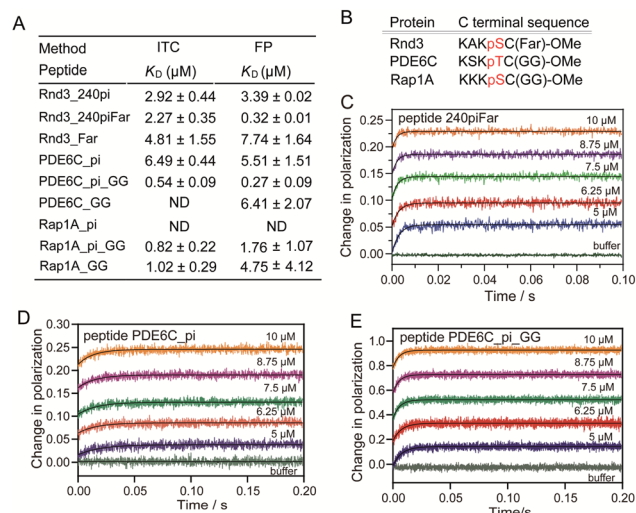 A
Method ITC FP
Peptide K_D (μM) K_D (μM)
Rnd3_240pi 2.92 ± 0.44 3.39 ± 0.02
Rnd3_240piFar 2.27 ± 0.35 0.32 ± 0.01
Rnd3_Far 4.81 ± 1.55 7.74 ± 1.64
PDE6C_pi 6.49 ± 0.44 5.51 ± 1.51
PDE6C_pi_GG 0.54 ± 0.09 0.27 ± 0.09
PDE6C_GG ND 6.41 ± 2.07
Rap1A_pi ND ND
Rap1A_pi_GG 0.82 ± 0.22 1.76 ± 1.07
Rap1A_GG 1.02 ± 0.29 4.75 ± 4.12
B
Protein C terminal sequence
Rnd3 KAKpSC(Far)-OMe
PDE6C KSKpTC(GG)-OMe
Rap1A KKKpSC(GG)-OMe
C
peptide 240piFar
10 μM
8.75 μM
7.5 μM
6.25 μM
5 μM
buffer
Change in polarization
0.25
0.20
0.15
0.10
0.05
0.00
0.00 0.02 0.04 0.06 0.08 0.10
Time / s
D
peptide PDE6C_pi
10 μM
8.75 μM
7.5 μM
6.25 μM
5 μM
buffer
Change in polarization
0.30
0.25
0.20
0.15
0.10
0.05
0.00
0.00 0.05 0.10 0.15 0.20
Time / s
E
peptide PDE6C_pi_GG
10 μM
8.75 μM
7.5 μM
6.25 μM
5 μM
buffer
Change in polarization
1.0
0.8
0.6
0.4
0.2
0.0
0.00 0.05 0.10 0.15 0.20
Time/s